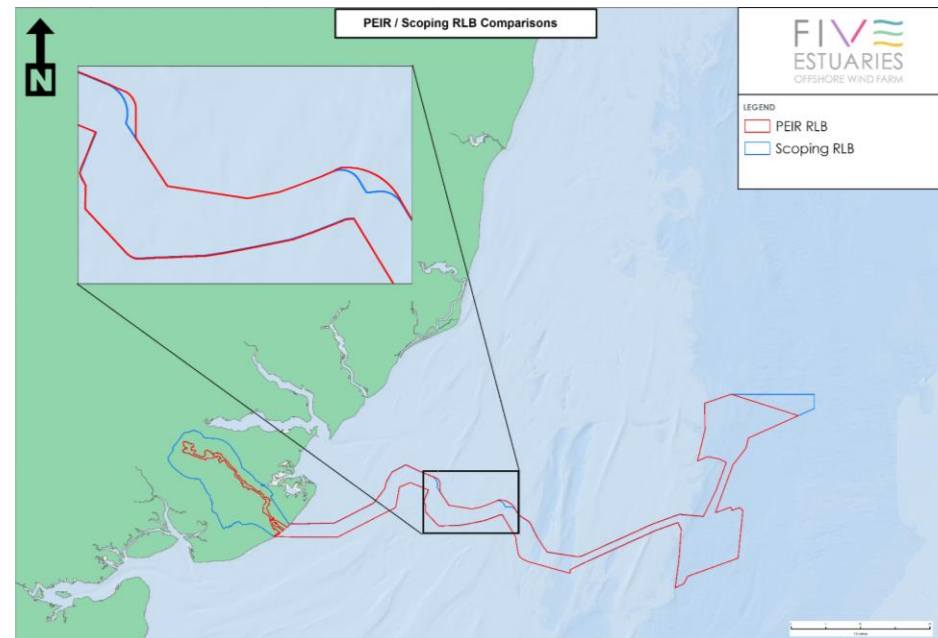 PEIR / Scoping RLB Comparisons
FIVE
ESTUARIES
OFFSHORE WIND FARM
LEGEND
PEIR RLB
Scoping RLB
N